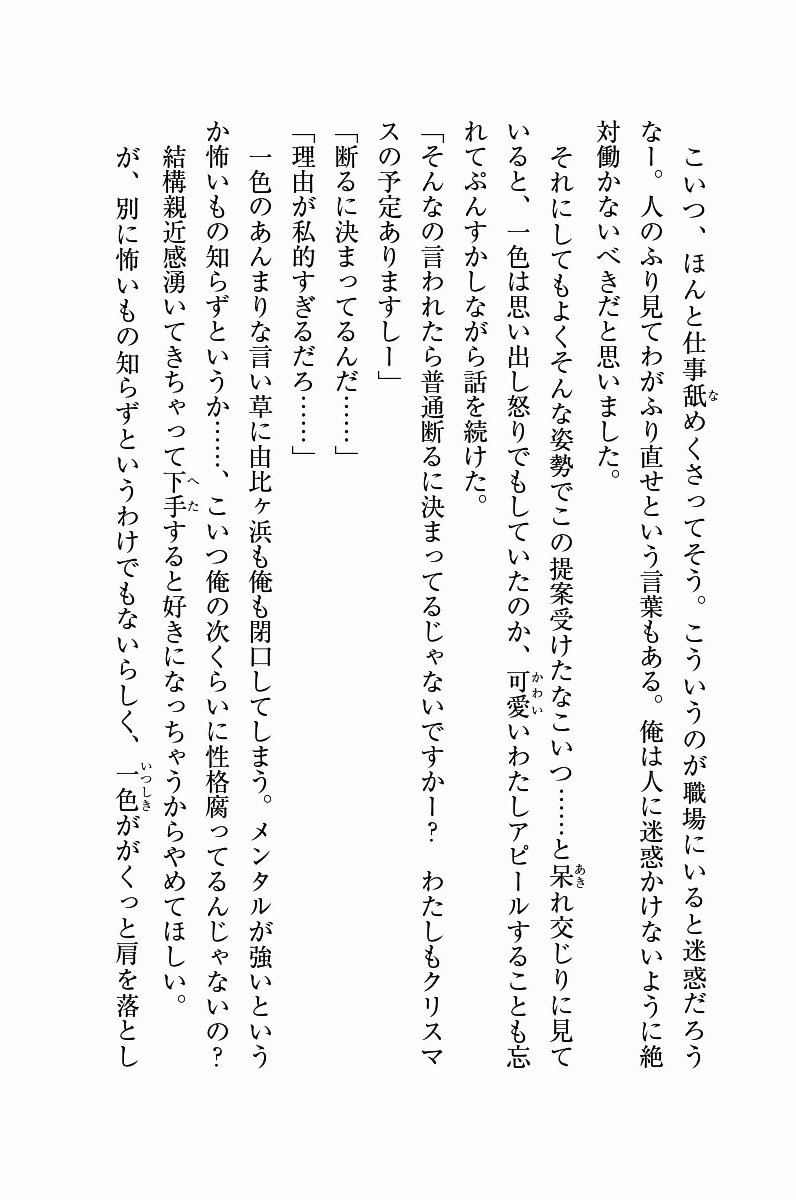 こいつ、ほんと仕事舐めくさってそう。こういうのが職場にいると迷惑だろう
なー。人のふり見てわがふり直せという言葉もある。俺は人に迷惑かけないように絶
対働かないべきだと思いました。
それにしてもよくそんな姿勢でこの提案受けたなこいつ……と呆れ交じりに見て
いると、一色は思い出し怒りでもしていたのか、可愛いわたしアピールすることも忘
れてぷんすかしながら話を続けた。
「そんなの言われたら普通断るに決まってるじゃないですかー？　わたしもクリスマ
スの予定ありますしー」
「断るに決まってるんだ……」
「理由が私的すぎるだろ……」
一色のあんまりな言い草に由比ヶ浜も俺も閉口してしまう。メンタルが強いという
か怖いもの知らずというか……、こいつ俺の次くらいに性格腐ってるんじゃないの？
結構親近感湧いてきちゃって下手すると好きになっちゃうからやめてほしい。
が、別に怖いもの知らずというわけでもないらしく、一色ががくっと肩を落とし